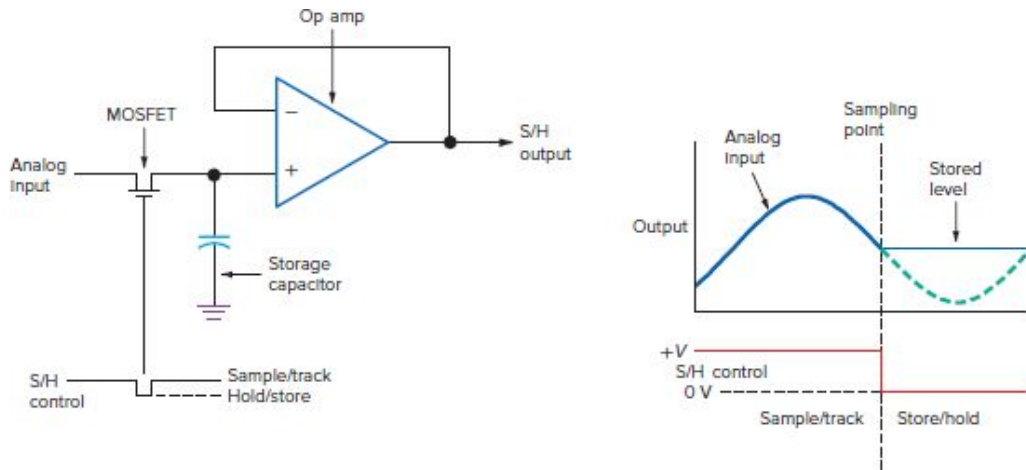 Op amp
MOSFET
Analog
input
−
+
S/H
output
Storage
capacitor
S/H
control
Sample/track
Hold/store
Sampling
point
Analog
input
Stored
level
Output
+V
S/H control
0 V
Sample/track
Store/hold